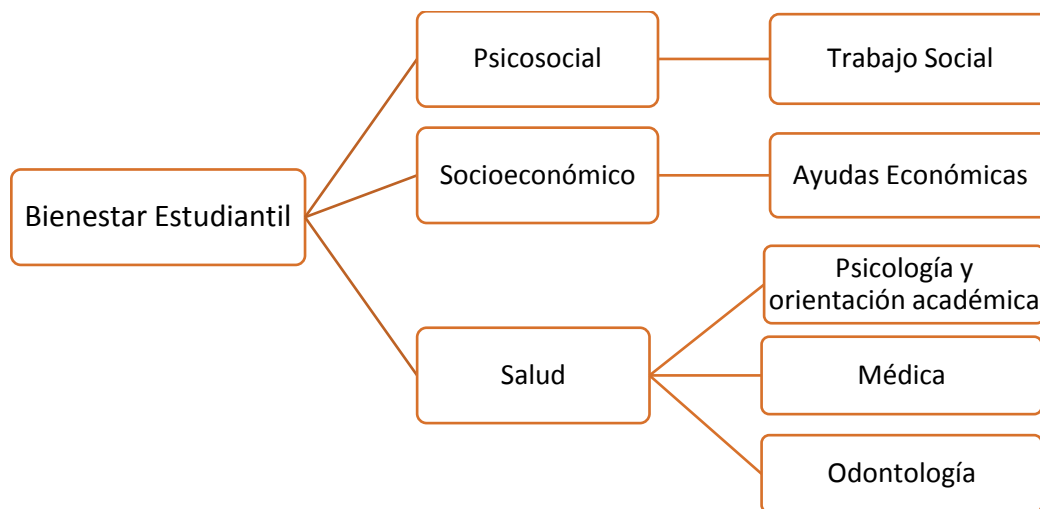 Psicosocial
Trabajo Social
Socioeconómico
Ayudas Económicas
Bienestar Estudiantil
Psicología y
orientación académica
Salud
Médica
Odontología